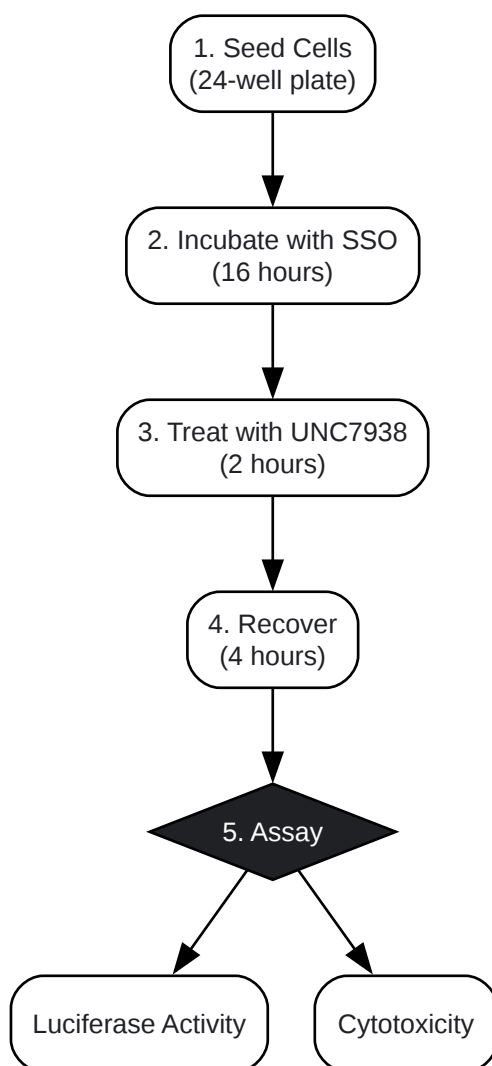 1. Seed Cells
(24-well plate)
2. Incubate with SSO
(16 hours)
3. Treat with UNC7938
(2 hours)
4. Recover
(4 hours)
5. Assay
Luciferase Activity
Cytotoxicity